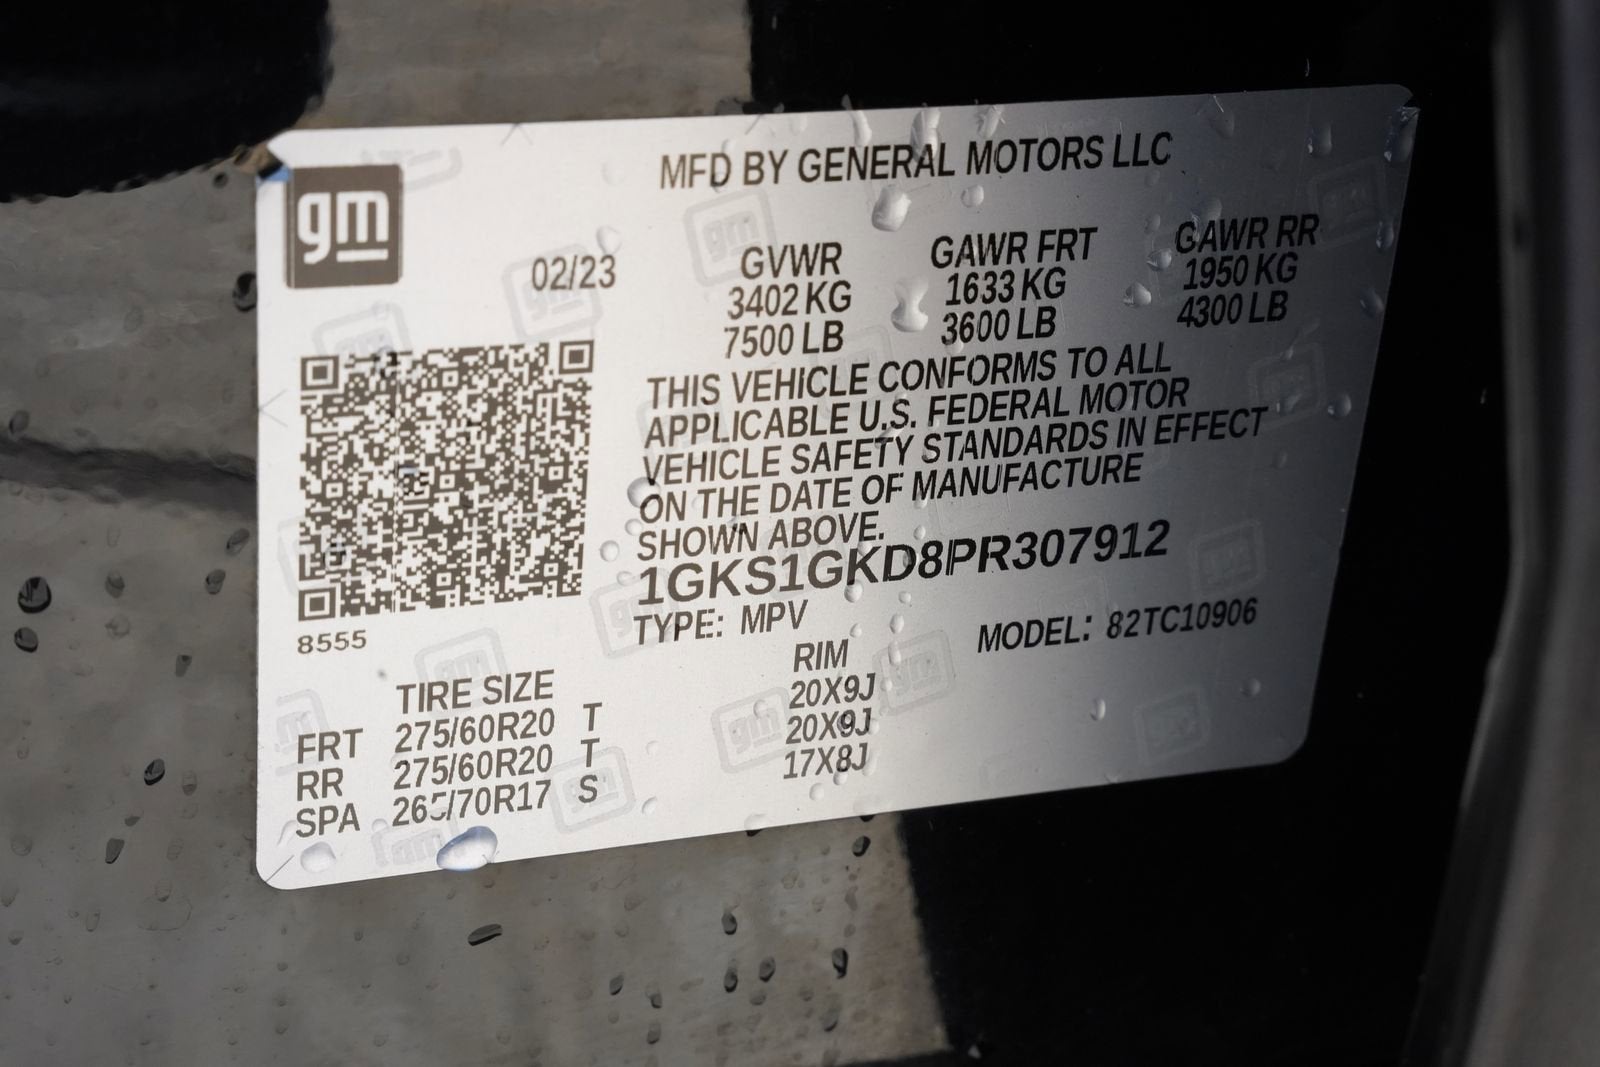 gm
MFD BY GENERAL MOTORS LLC
02/23
GVWR GAWR FRT GAWR RR
3402 KG 1633 KG 1950 KG
7500 LB 3600 LB 4300 LB
THIS VEHICLE CONFORMS TO ALL
APPLICABLE U.S. FEDERAL MOTOR
VEHICLE SAFETY STANDARDS IN EFFECT
ON THE DATE OF MANUFACTURE
SHOWN ABOVE.
1GKS1GKD8PR307912
TYPE: MPV MODEL: 82TC10906
8555
TIRE SIZE RIM
FRT 275/60R20 T 20X9J
RR 275/60R20 T 20X9J
SPA 265/70R17 S 17X8J